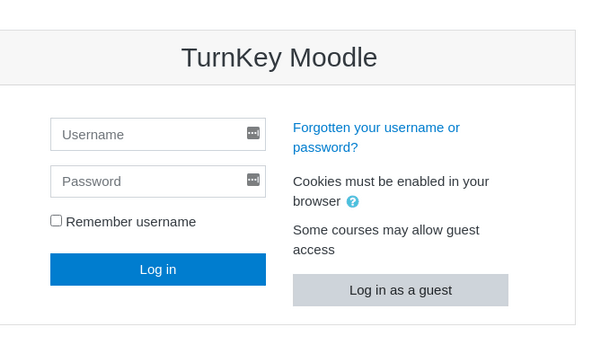 TurnKey Moodle
Username
Password
Remember username
Log in
Forgotten your username or
password?
Cookies must be enabled in your
browser
Some courses may allow guest
access
Log in as a guest